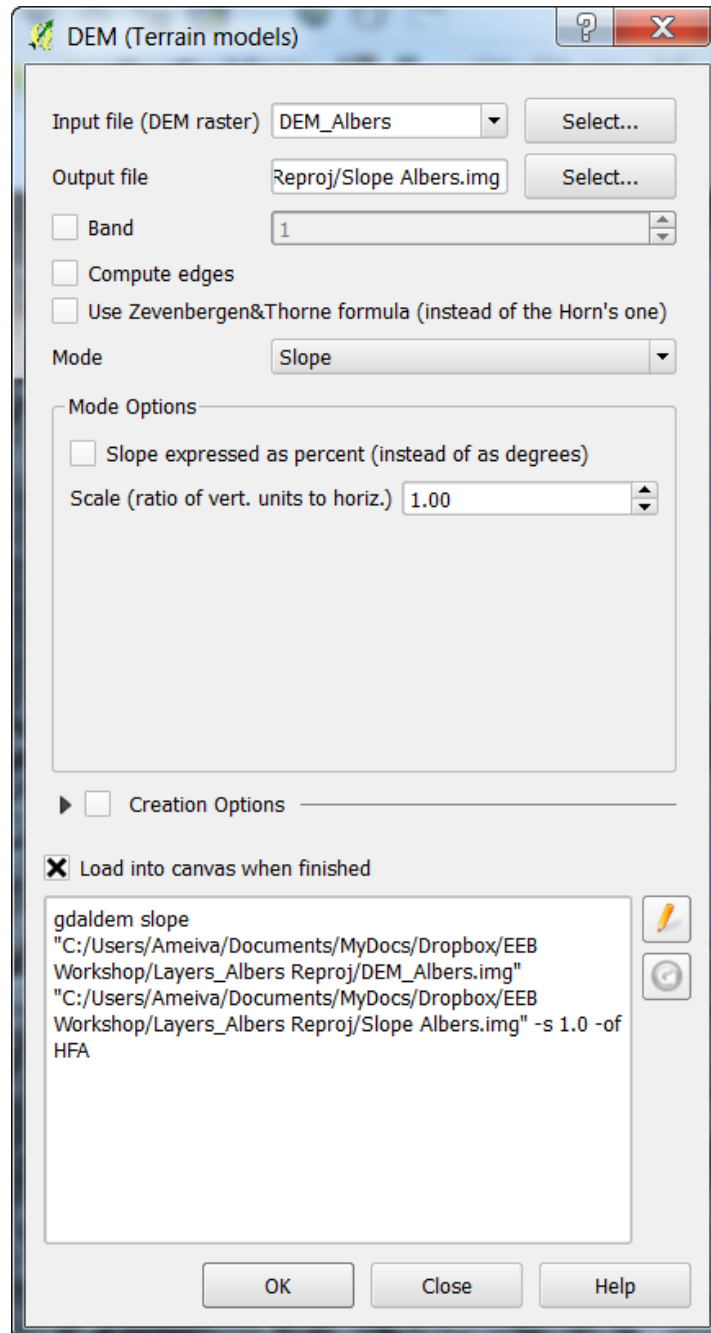 DEM (Terrain models)
Input file (DEM raster) DEM_Albers Select...
Output file Reproj/Slope Albers.img Select...
Band 1
Compute edges
Use Zevenbergen&Thorne formula (instead of the Horn's one)
Mode Slope
Mode Options
Slope expressed as percent (instead of as degrees)
Scale (ratio of vert. units to horiz.) 1.00
Creation Options
Load into canvas when finished
gdaldem slope
"C:/Users/Ameiva/Documents/MyDocs/Dropbox/EEB
Workshop/Layers_Albers Reproj/DEM_Albers.img"
"C:/Users/Ameiva/Documents/MyDocs/Dropbox/EEB
Workshop/Layers_Albers Reproj/Slope Albers.img" -s 1.0 -of
HFA
OK Close Help